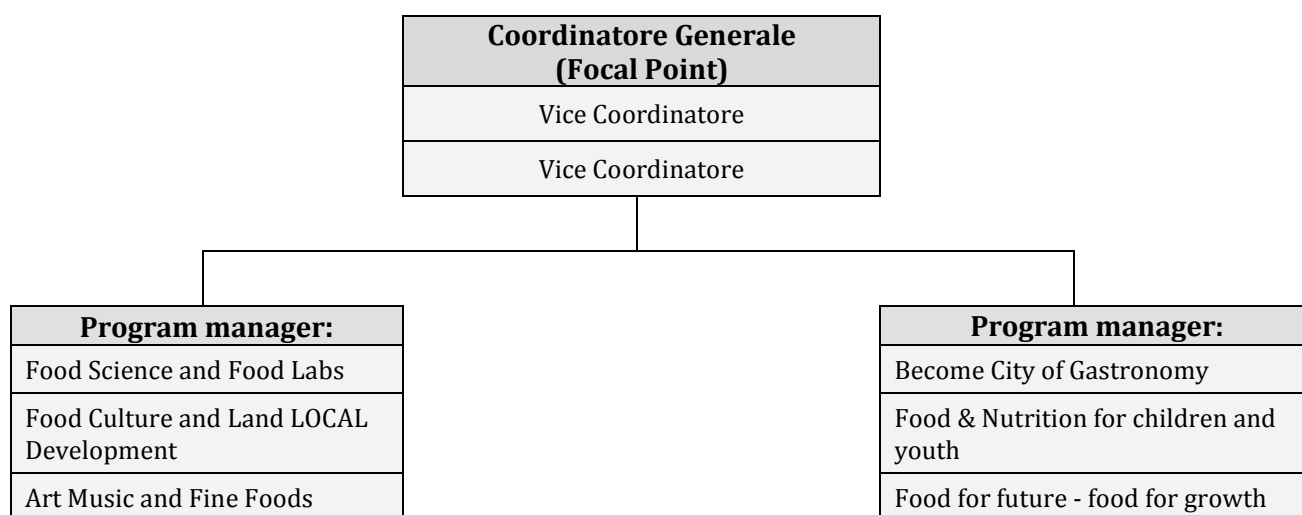 Coordinatore Generale
(Focal Point)
Vice Coordinatore
Vice Coordinatore
Program manager:
Food Science and Food Labs
Food Culture and Land LOCAL
Development
Art Music and Fine Foods
Program manager:
Become City of Gastronomy
Food & Nutrition for children and
youth
Food for future - food for growth